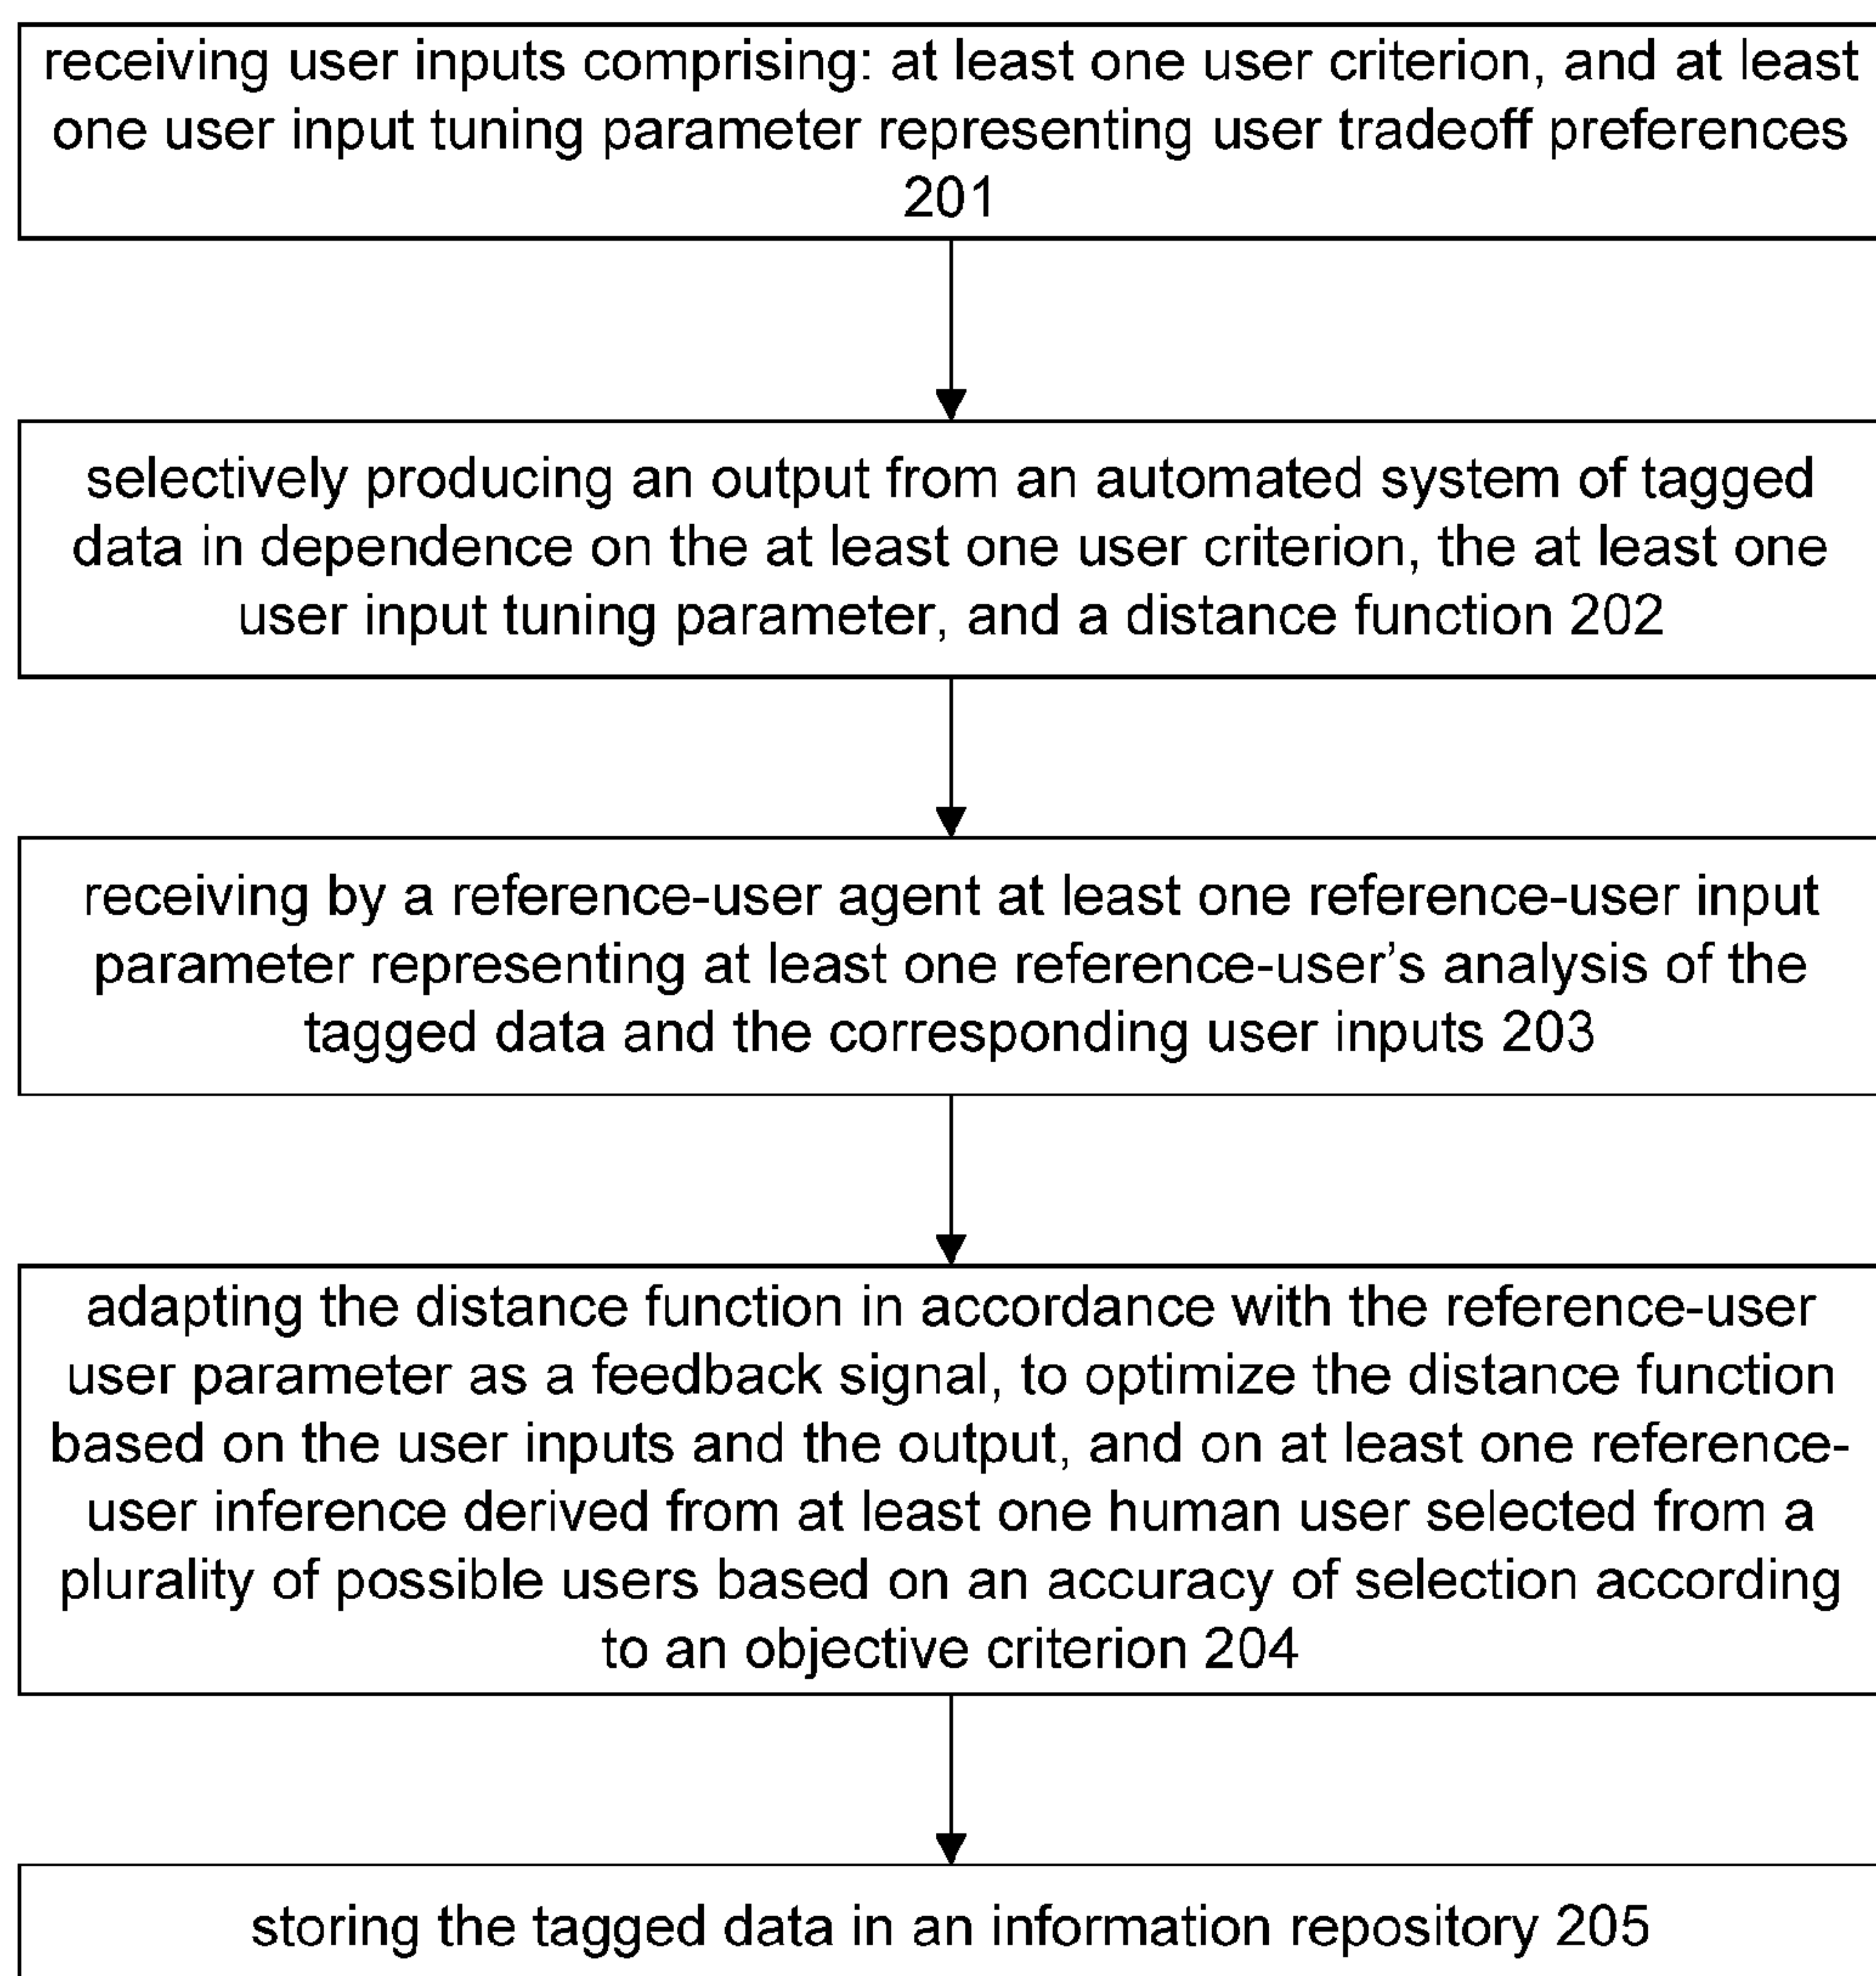 receiving user inputs comprising: at least one user criterion, and at least
one user input tuning parameter representing user tradeoff preferences
201
selectively producing an output from an automated system of tagged
data in dependence on the at least one user criterion, the at least one
user input tuning parameter, and a distance function 202
receiving by a reference-user agent at least one reference-user input
parameter representing at least one reference-user’s analysis of the
tagged data and the corresponding user inputs 203
adapting the distance function in accordance with the reference-user
user parameter as a feedback signal, to optimize the distance function
based on the user inputs and the output, and on at least one reference-
user inference derived from at least one human user selected from a
plurality of possible users based on an accuracy of selection according
to an objective criterion 204
storing the tagged data in an information repository 205